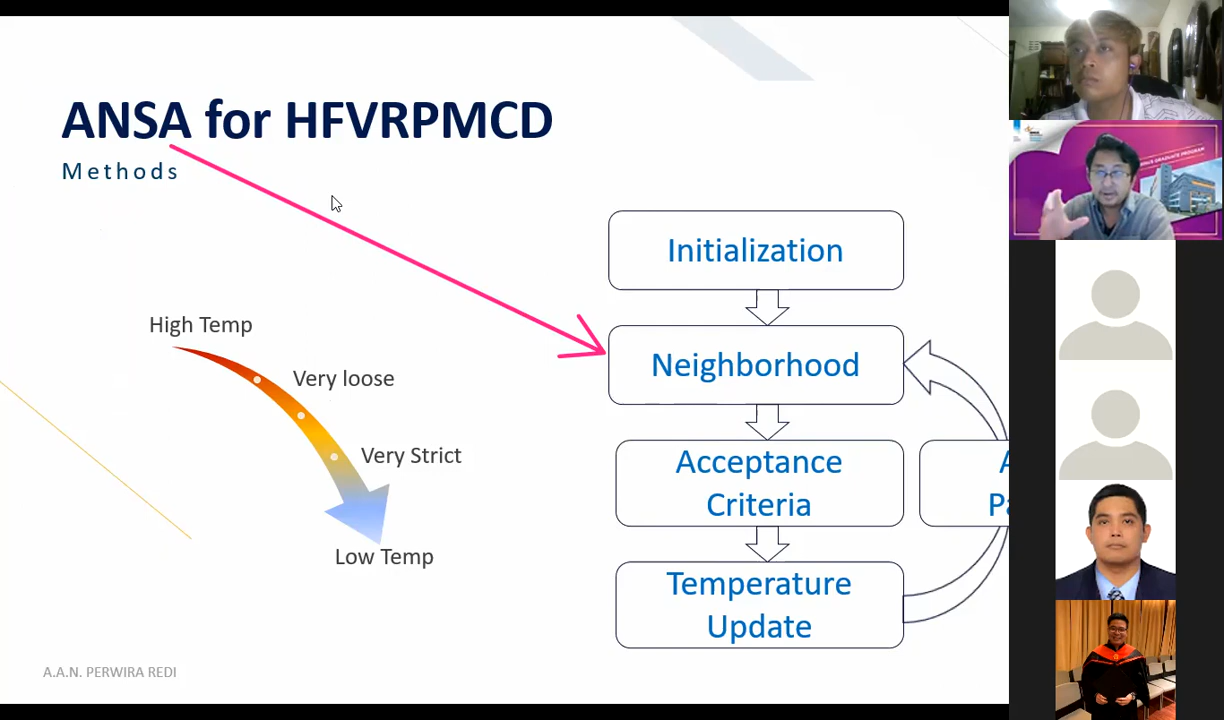 ANSA for HFVRPMCD
Methods
High Temp
Very loose
Very Strict
Low Temp
Initialization
Neighborhood
Acceptance
Criteria
Temperature
Update
A.A.N. PERWIRA REDI